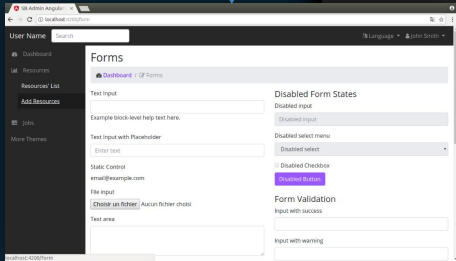 SB Admin Angular
localhost:4200/form
User Name
Search
Language
John Smith
Dashboard
Resources
Resources' List
Add Resources
Jobs
More Themes
Forms
Dashboard / Forms
Text Input
Example block-level help text here.
Text Input with Placeholder
Enter text
Static Control
email@example.com
File input
Choisir un fichier Aucun fichier choisi
Text area
Disabled Form States
Disabled input
Disabled input
Disabled select menu
Disabled select
Disabled Checkbox
Disabled Button
Form Validation
Input with success
Input with warning
localhost:4200/form